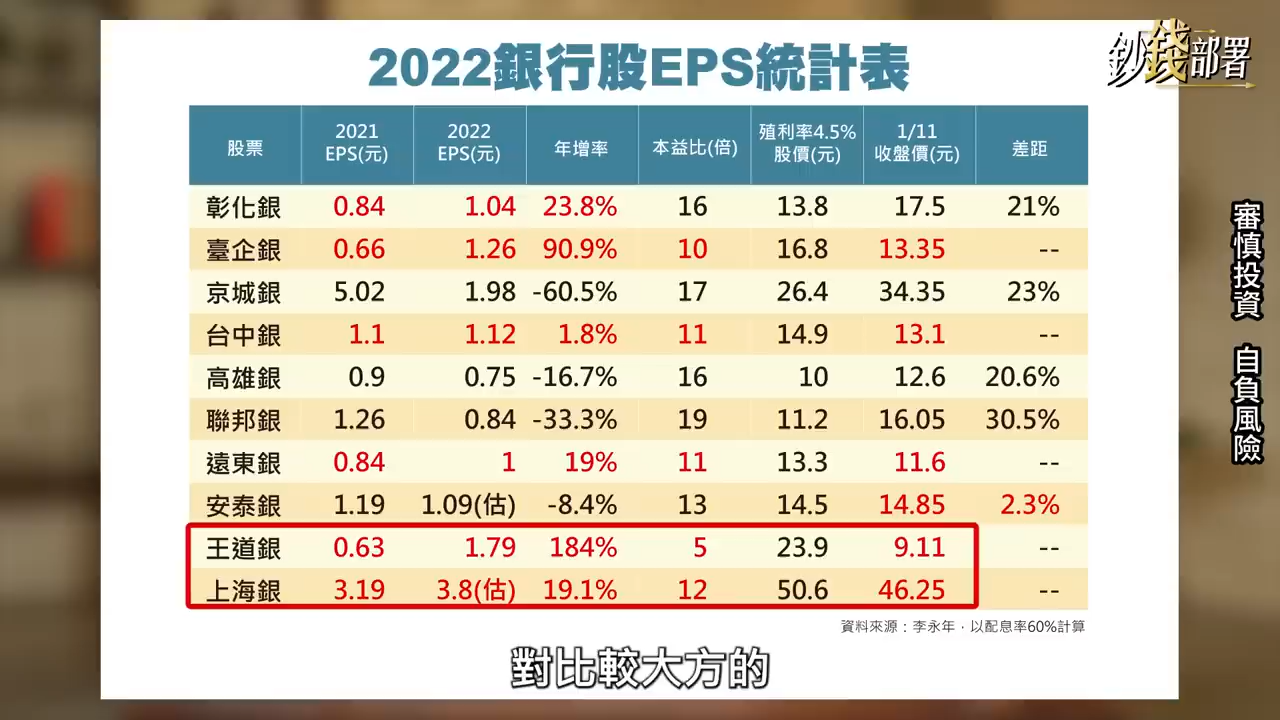 鈔錢部署
2022銀行股EPS統計表
股票 2021 EPS(元) 2022 EPS(元) 年增率 本益比(倍) 殖利率4.5% 股價(元) 1/11 收盤價(元) 差距
彰化銀 0.84 1.04 23.8% 16 13.8 17.5 21%
臺企銀 0.66 1.26 90.9% 10 16.8 13.35 --
京城銀 5.02 1.98 -60.5% 17 26.4 34.35 23%
台中銀 1.1 1.12 1.8% 11 14.9 13.1 --
高雄銀 0.9 0.75 -16.7% 16 10 12.6 20.6%
聯邦銀 1.26 0.84 -33.3% 19 11.2 16.05 30.5%
遠東銀 0.84 1 19% 11 13.3 11.6 --
安泰銀 1.19 1.09(估) -8.4% 13 14.5 14.85 2.3%
王道銀 0.63 1.79 184% 5 23.9 9.11 --
上海銀 3.19 3.8(估) 19.1% 12 50.6 46.25 --
資料來源：李永年，以配息率60%計算
審慎投資 自負風險
對比較大方的